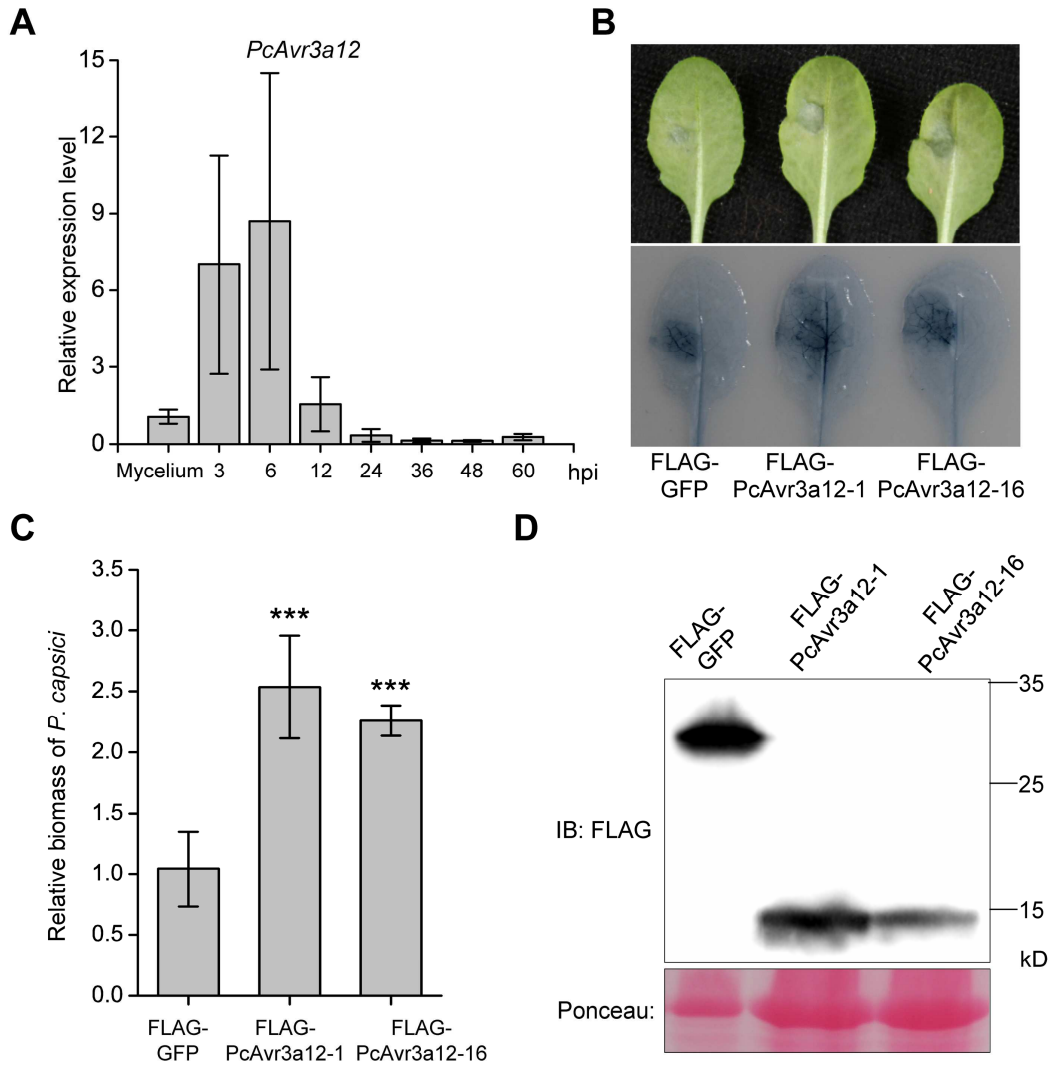 A
PcAvr3a12
15
12
9
6
3
0
Relative expression level
Mycelium 3 6 12 24 36 48 60 hpi
B
FLAG-
GFP
FLAG-
PcAvr3a12-1
FLAG-
PcAvr3a12-16
C
3.5
3.0
2.5
2.0
1.5
1.0
0.5
0.0
Relative biomass of P. capsici
***
***
FLAG-
GFP
FLAG-
PcAvr3a12-1
FLAG-
PcAvr3a12-16
D
FLAG-
GFP
FLAG-
PcAvr3a12-1
FLAG-
PcAvr3a12-16
35
25
15
kD
IB: FLAG
Ponceau: